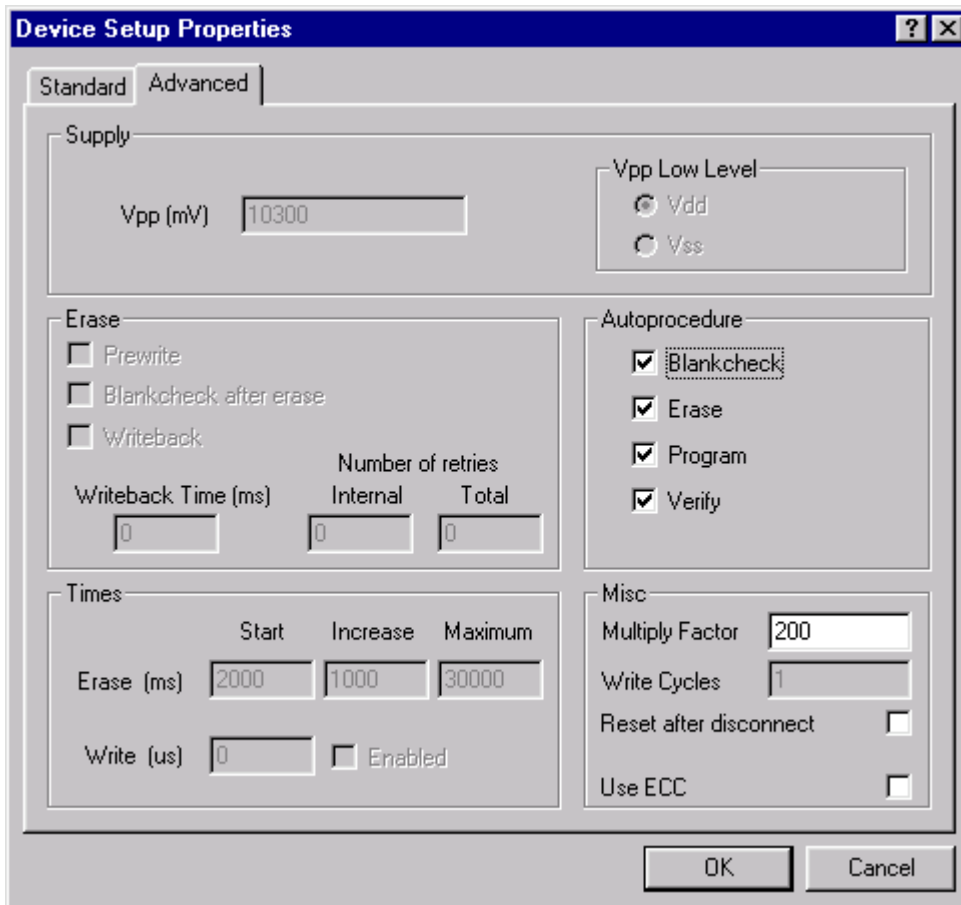 Device Setup Properties
Standard
Advanced
Supply
Vpp (mV)
10300
Vpp Low Level
Vdd
Vss
Erase
Prewrite
Blankcheck after erase
Writeback
Number of retries
Writeback Time (ms)
Internal
Total
0
0
0
Autoprocedure
Blankcheck
Erase
Program
Verify
Times
Start
Increase
Maximum
Erase (ms)
2000
1000
30000
Write (us)
0
Enabled
Misc
Multiply Factor
200
Write Cycles
1
Reset after disconnect
Use ECC
OK
Cancel